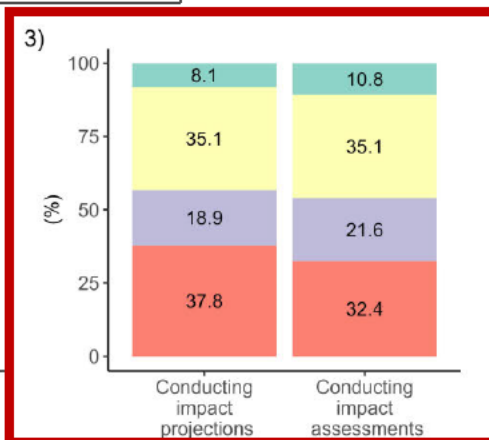 3)
100
75
50
25
0
(%)
8.1
35.1
18.9
37.8
10.8
35.1
21.6
32.4
Conducting
impact
projections
Conducting
impact
assessments